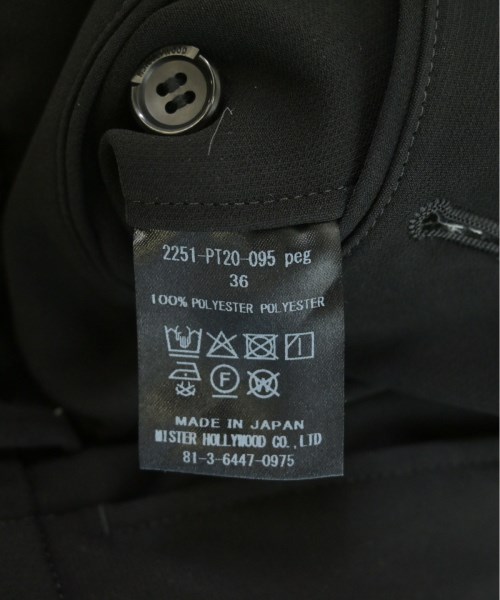 2251-PT20-095 peg
36
100% POLYESTER POLYESTER
F
W
MADE IN JAPAN
MISTER HOLLYWOOD CO.,LTD
81-3-6447-0975